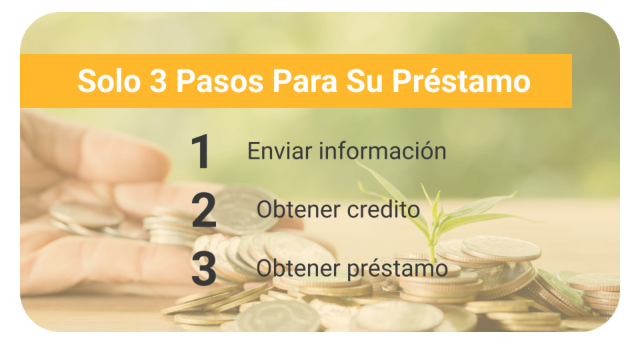 Solo 3 Pasos Para Su Préstamo
1 Enviar información
2 Obtener credito
3 Obtener préstamo